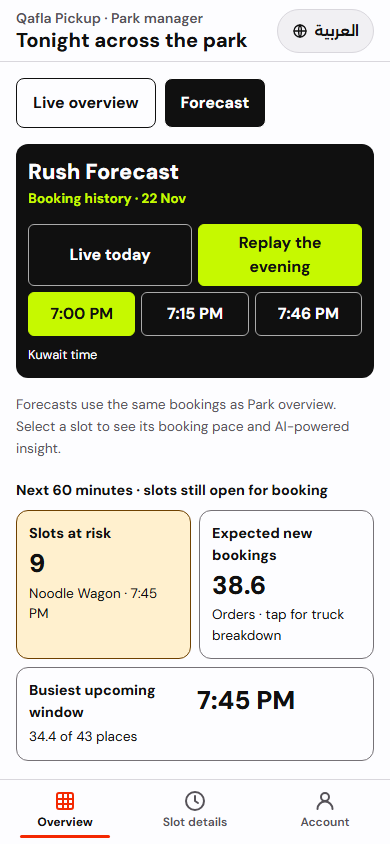 Qafla Pickup · Park manager
Tonight across the park
العربية
Live overview
Forecast
Rush Forecast
Booking history · 22 Nov
Live today
Replay the
evening
7:00 PM
7:15 PM
7:46 PM
Kuwait time
Forecasts use the same bookings as Park overview.
Select a slot to see its booking pace and AI-powered
insight.
Next 60 minutes · slots still open for booking
Slots at risk
9
Noodle Wagon · 7:45
PM
Expected new
bookings
38.6
Orders · tap for truck
breakdown
Busiest upcoming
window
34.4 of 43 places
7:45 PM
Overview
Slot details
Account